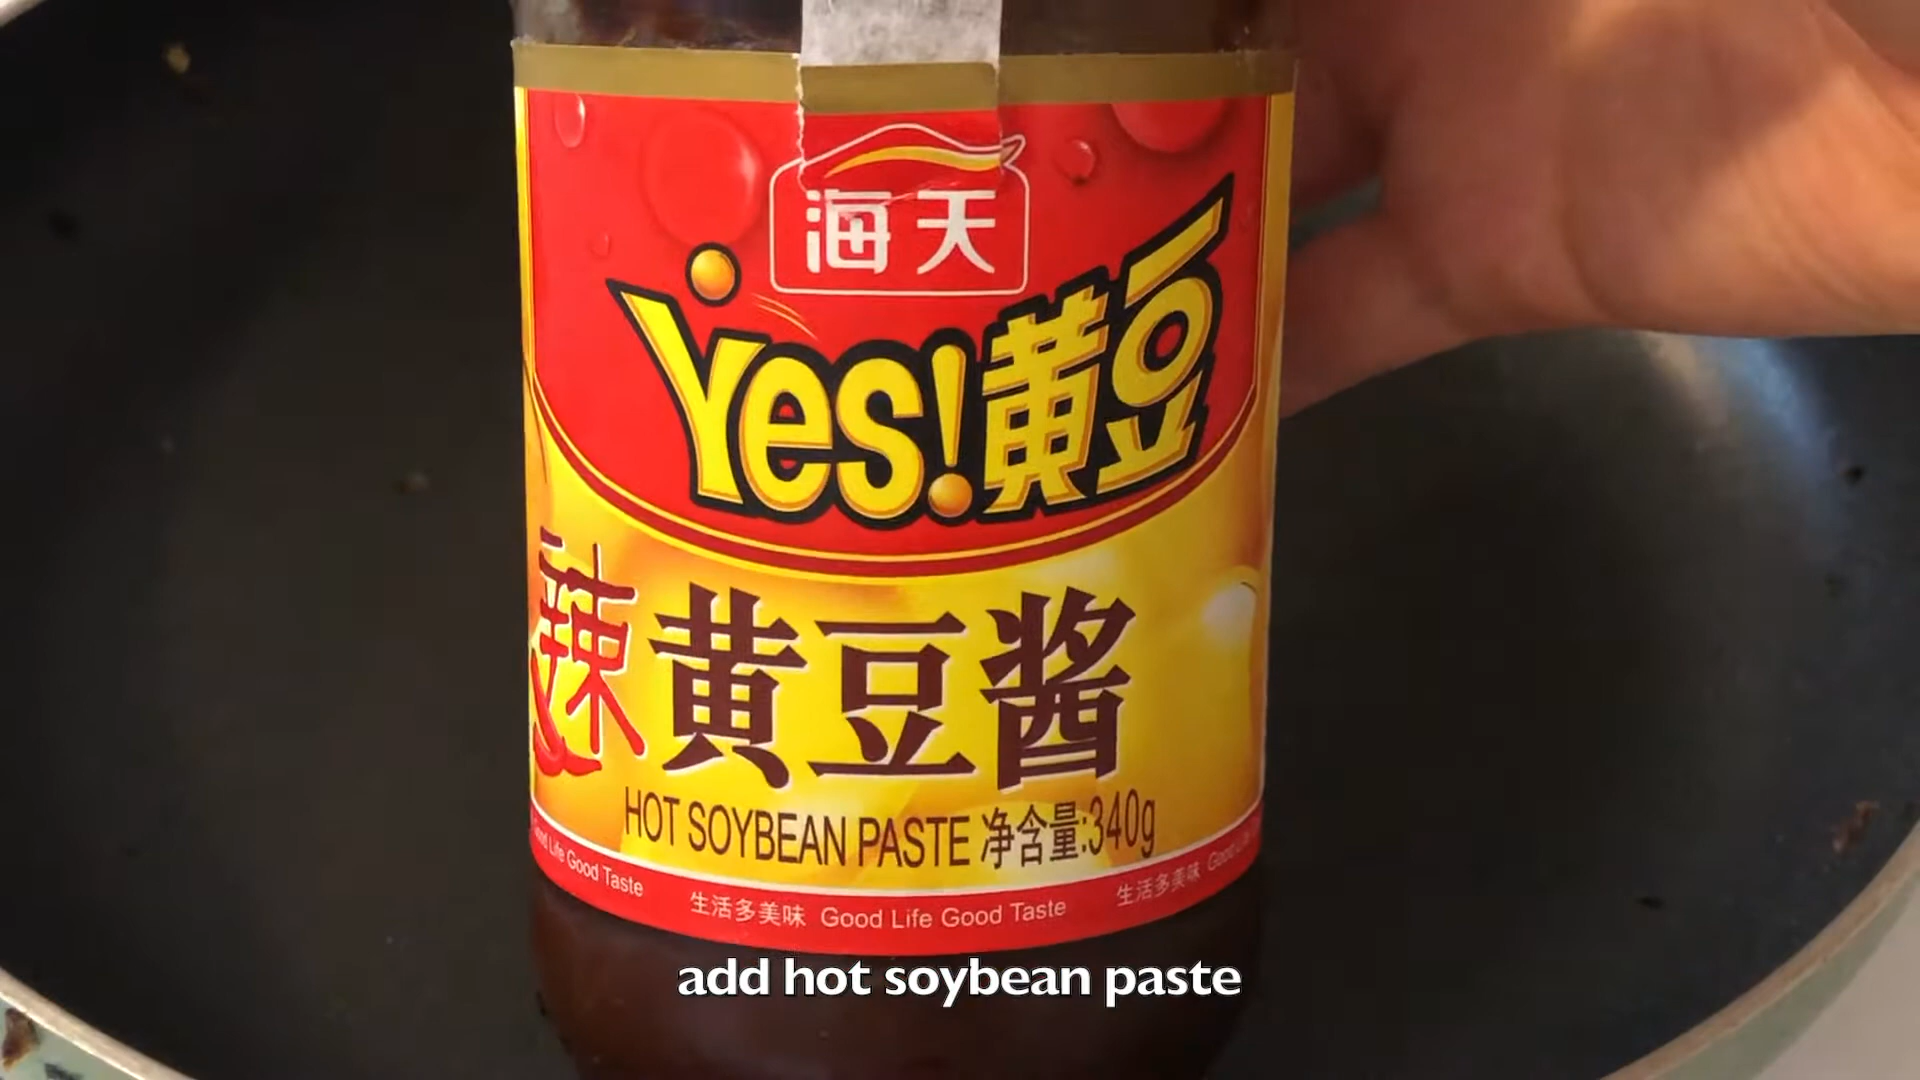 海天
Yes!黄豆
辣黄豆酱
HOT SOYBEAN PASTE 净含量:340g
Good Life Good Taste 生活多美味 Good Life Good Taste 生活多美味 Good
add hot soybean paste